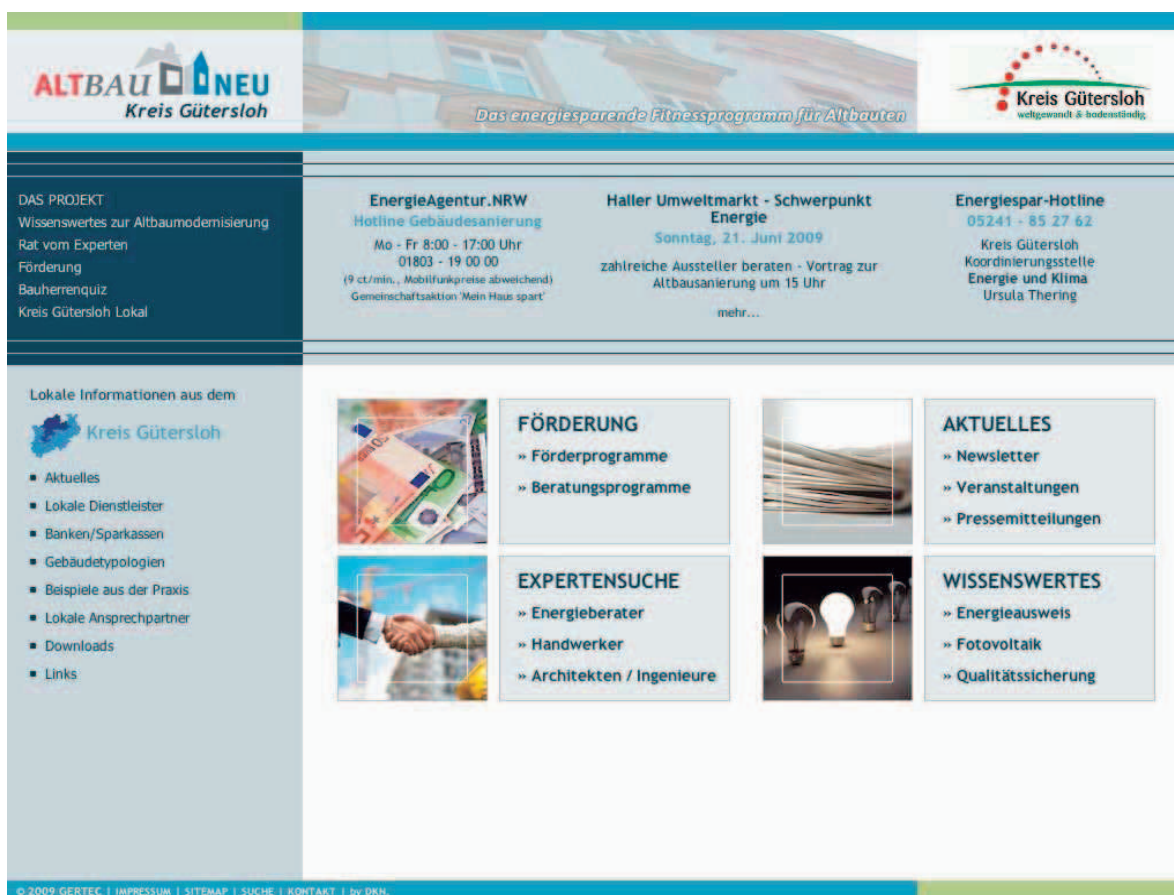 ALTBAU NEU
Kreis Gütersloh
Das energiesparende Fitnessprogramm für Altbauten
Kreis Gütersloh
weltgewandt & bodenständig
DAS PROJEKT
Wissenswertes zur Altbaumodernisierung
Rat vom Experten
Förderung
Bauherrenquiz
Kreis Gütersloh Lokal
EnergieAgentur.NRW
Hotline Gebäudesanierung
Mo - Fr 8:00 - 17:00 Uhr
01803 - 19 00 00
(9 ct/min., Mobilfunkpreise abweichend)
Gemeinschaftsaktion 'Mein Haus spart'
Haller Umweltmarkt - Schwerpunkt
Energie
Sonntag, 21. Juni 2009
zahlreiche Aussteller beraten - Vortrag zur
Altbausanierung um 15 Uhr
mehr...
Energiespar-Hotline
05241 - 85 27 62
Kreis Gütersloh
Koordinierungsstelle
Energie und Klima
Ursula Thering
Lokale Informationen aus dem
Kreis Gütersloh
▪ Aktuelles
▪ Lokale Dienstleister
▪ Banken/Sparkassen
▪ Gebäudetypologien
▪ Beispiele aus der Praxis
▪ Lokale Ansprechpartner
▪ Downloads
▪ Links
FÖRDERUNG
» Förderprogramme
» Beratungsprogramme
AKTUELLES
» Newsletter
» Veranstaltungen
» Pressemitteilungen
EXPERTENSUCHE
» Energieberater
» Handwerker
» Architekten / Ingenieure
WISSENSWERTES
» Energieausweis
» Fotovoltaik
» Qualitätssicherung
© 2009 GERTEC | IMPRESSUM | SITEMAP | SUCHE | KONTAKT | by DKN.